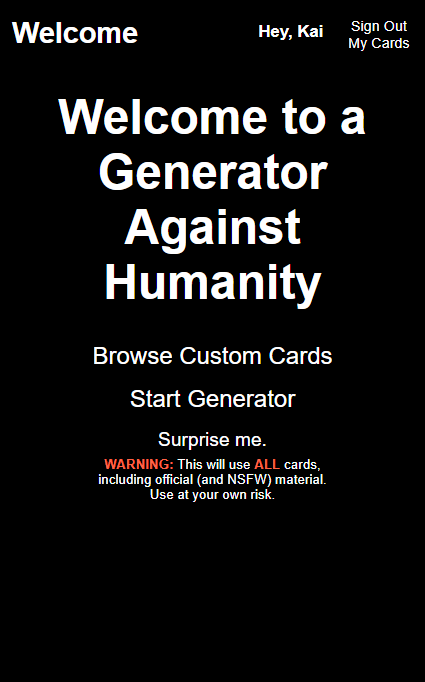 Welcome
Hey, Kai
Sign Out
My Cards
Welcome to a
Generator
Against
Humanity
Browse Custom Cards
Start Generator
Surprise me.
WARNING: This will use ALL cards,
including official (and NSFW) material.
Use at your own risk.